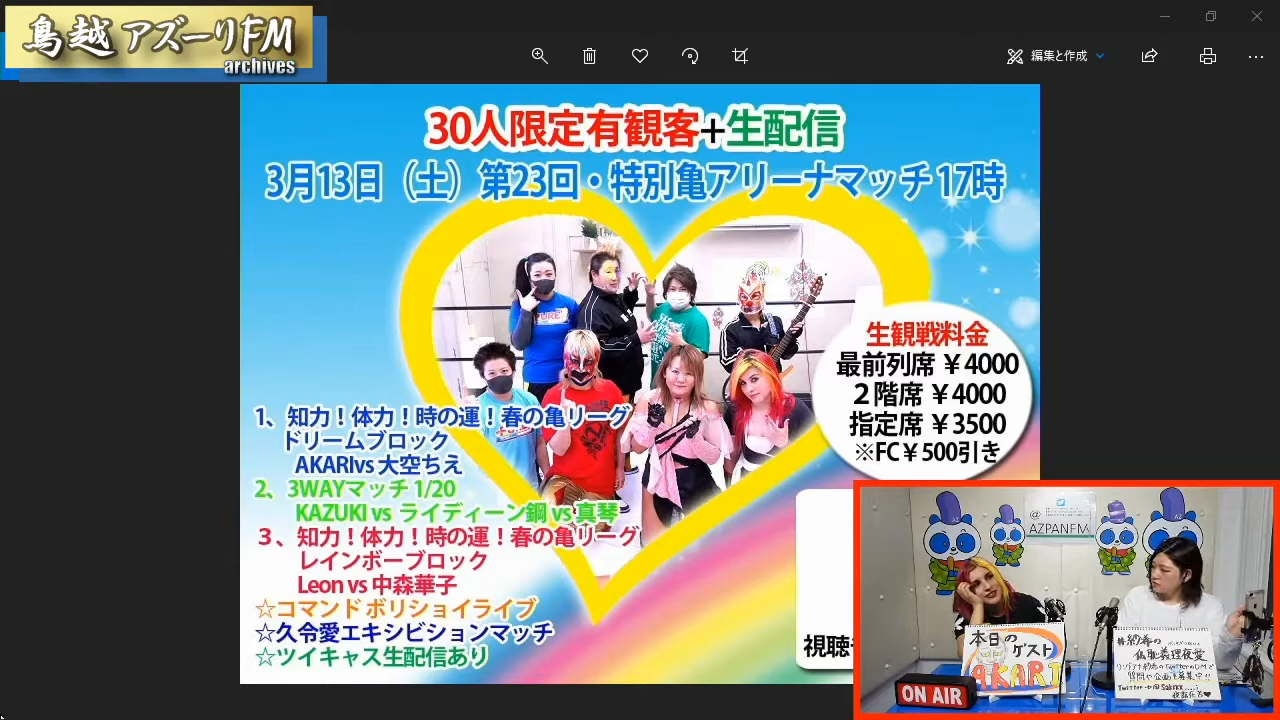 鳥越アズーリFM
archives
編集と作成
30人限定有観客+生配信
3月13日（土）第23回・特別亀アリーナマッチ 17時
生観戦料金
最前列席 ￥4000
２階席 ￥4000
指定席 ￥3500
※FC￥500引き
1、知力！体力！時の運！春の亀リーグ
ドリームブロック
AKARIvs 大空ちえ
2、3WAYマッチ 1/20
KAZUKI vs ライディーン鋼 vs 真琴
３、知力！体力！時の運！春の亀リーグ
レインボーブロック
Leon vs 中森華子
☆コマンド ボリショイライブ
☆久令愛エキシビションマッチ
☆ツイキャス生配信あり
視聴
@
AZPANFM
本日の
ゲスト
AKARI
ON AIR